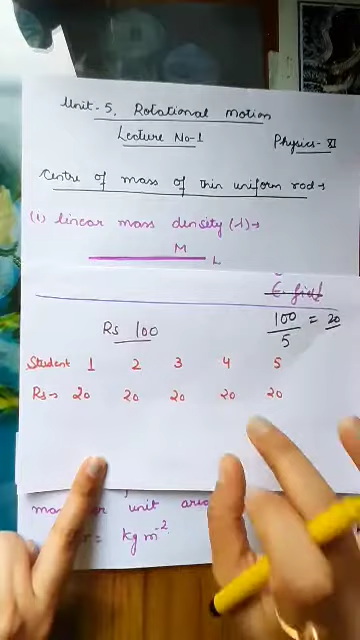 Unit-5. Rotational Motion
Lecture No-1
Physics-XI
Centre of mass of thin uniform rod→
(1) linear mass density (λ)→
M
L
100/5 = 20
Rs 100
Student 1 2 3 4 5
Rs→ 20 20 20 20 20
unit area
= kg m⁻²